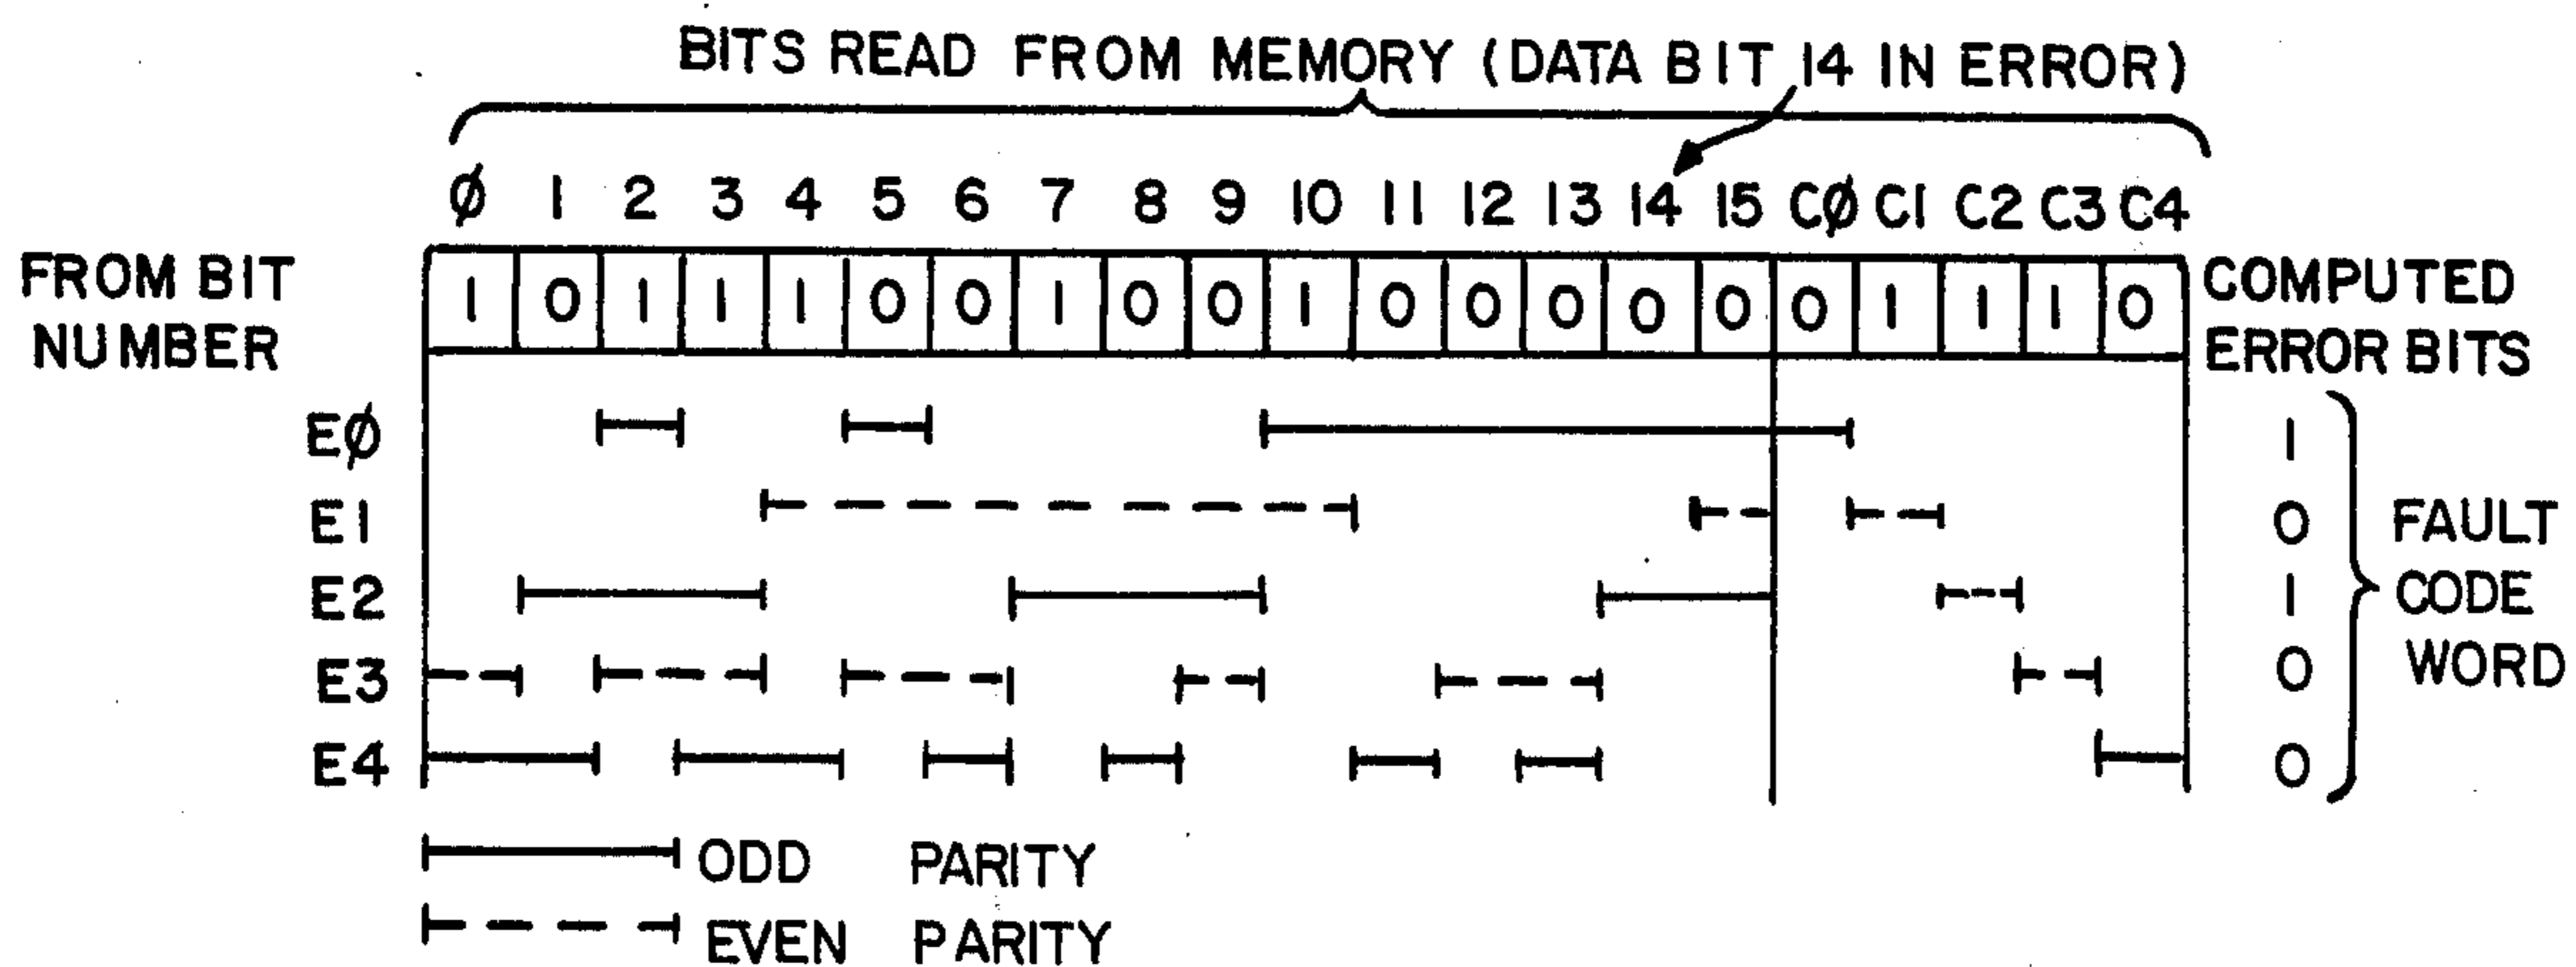 BITS READ FROM MEMORY (DATA BIT 14 IN ERROR)
Ø 1 2 3 4 5 6 7 8 9 10 11 12 13 14 15 CØ C1 C2 C3 C4
FROM BIT NUMBER
1 0 1 1 1 0 0 1 0 0 1 0 0 0 0 0 0 1 1 1 0
COMPUTED ERROR BITS
EØ 1
E1 0
E2 1
E3 0
E4 0
FAULT
CODE
WORD
ODD PARITY
EVEN PARITY